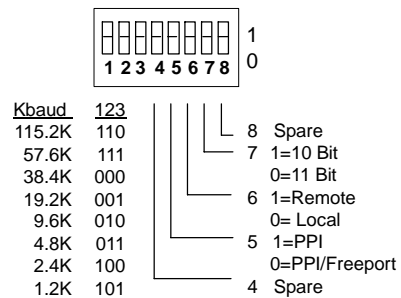 1
1 2 3 4 5 6 7 8 0
Kbaud 123
115.2K 110
57.6K 111
38.4K 000
19.2K 001
9.6K 010
4.8K 011
2.4K 100
1.2K 101
8 Spare
7 1=10 Bit
0=11 Bit
6 1=Remote
0= Local
5 1=PPI
0=PPI/Freeport
4 Spare